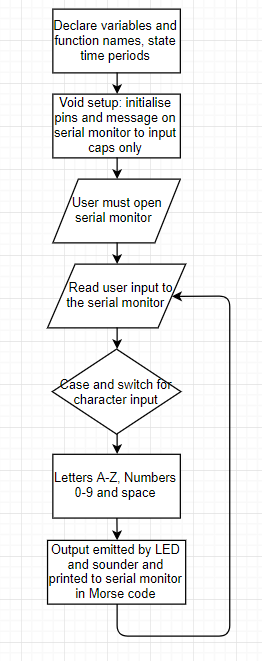 Declare variables and
function names, state
time periods
Void setup: initialise
pins and message on
serial monitor to input
caps only
User must open
serial monitor
Read user input to
the serial monitor
Case and switch for
character input
Letters A-Z, Numbers
0-9 and space
Output emitted by LED
and sounder and
printed to serial monitor
in Morse code